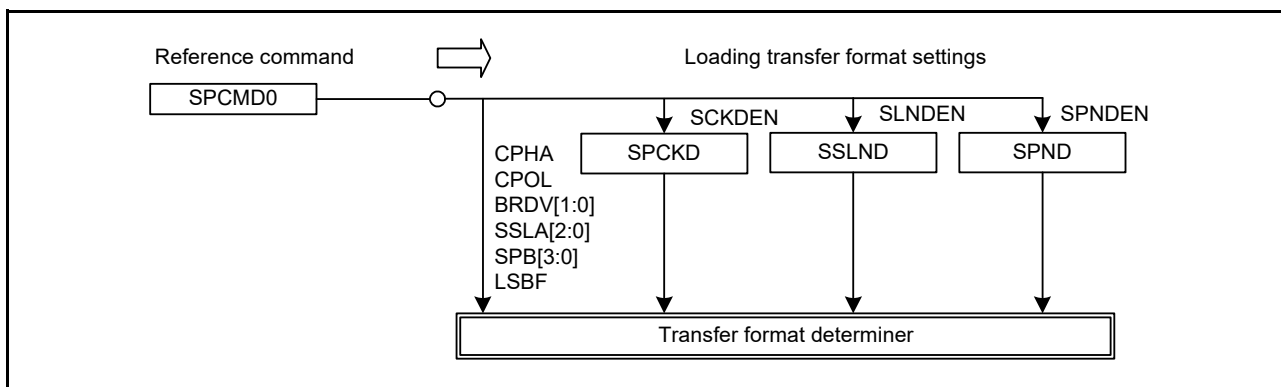 Reference command
Loading transfer format settings
SPCMD0
SCKDEN
SLNDEN
SPNDEN
SPCKD
SSLND
SPND
CPHA
CPOL
BRDV[1:0]
SSLA[2:0]
SPB[3:0]
LSBF
Transfer format determiner